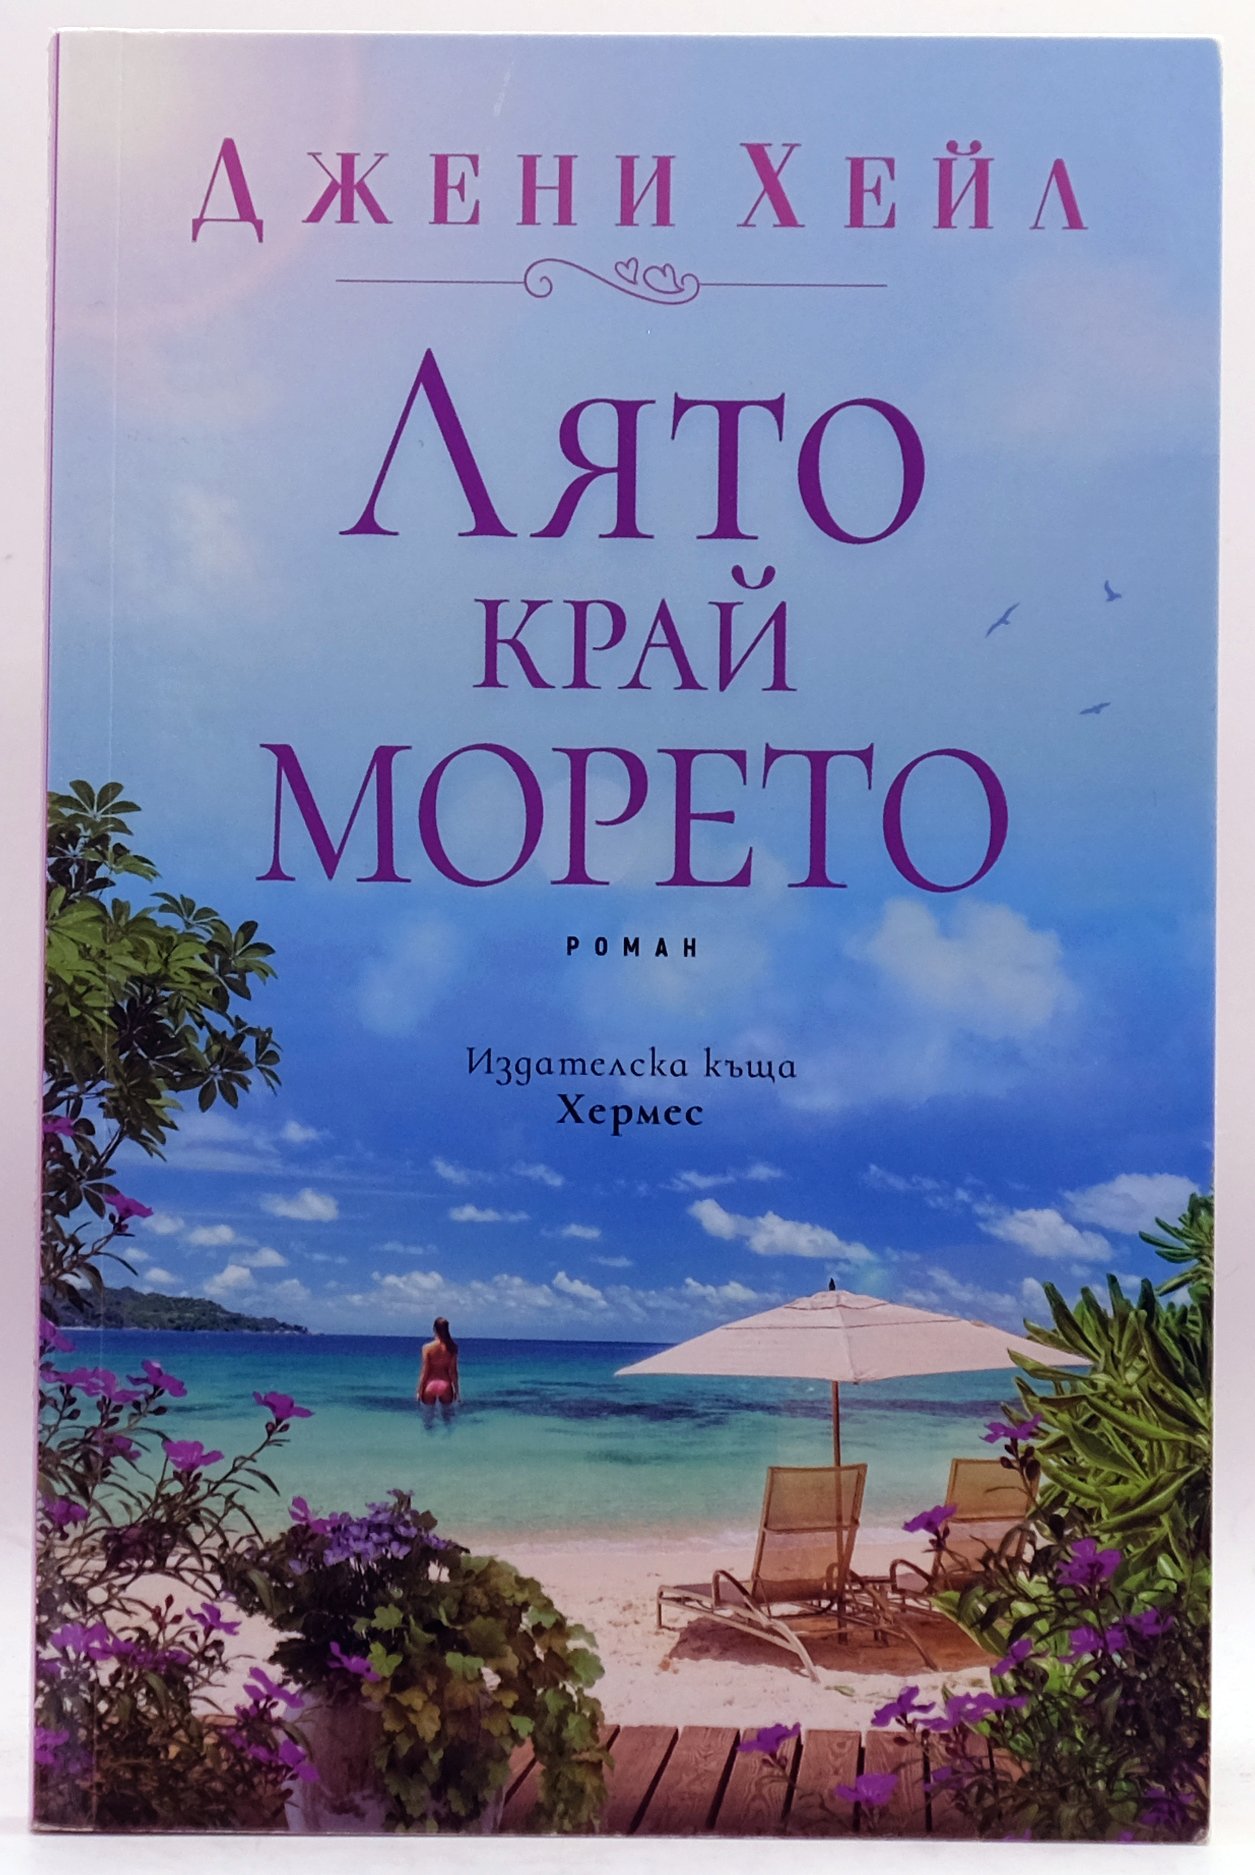 Джени Хейл
Лято
край
морето
РОМАН
Издателска къща
Хермес